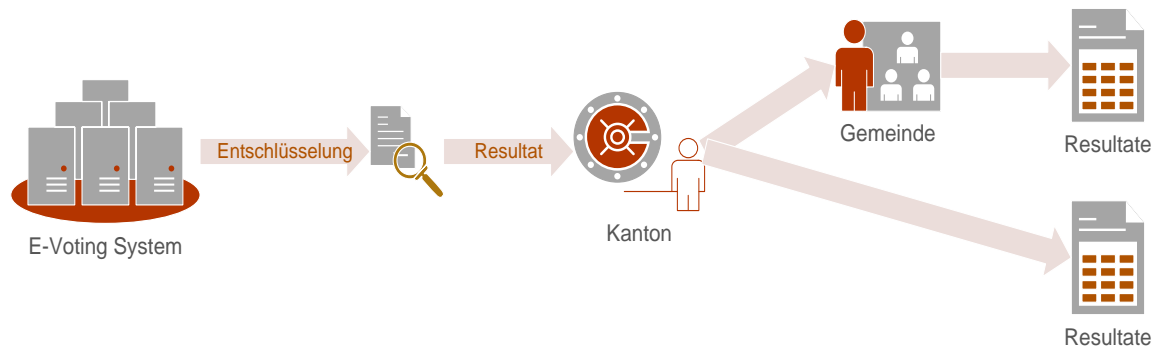 E-Voting System
Entschlüsselung
Resultat
Kanton
Gemeinde
Resultate
Resultate